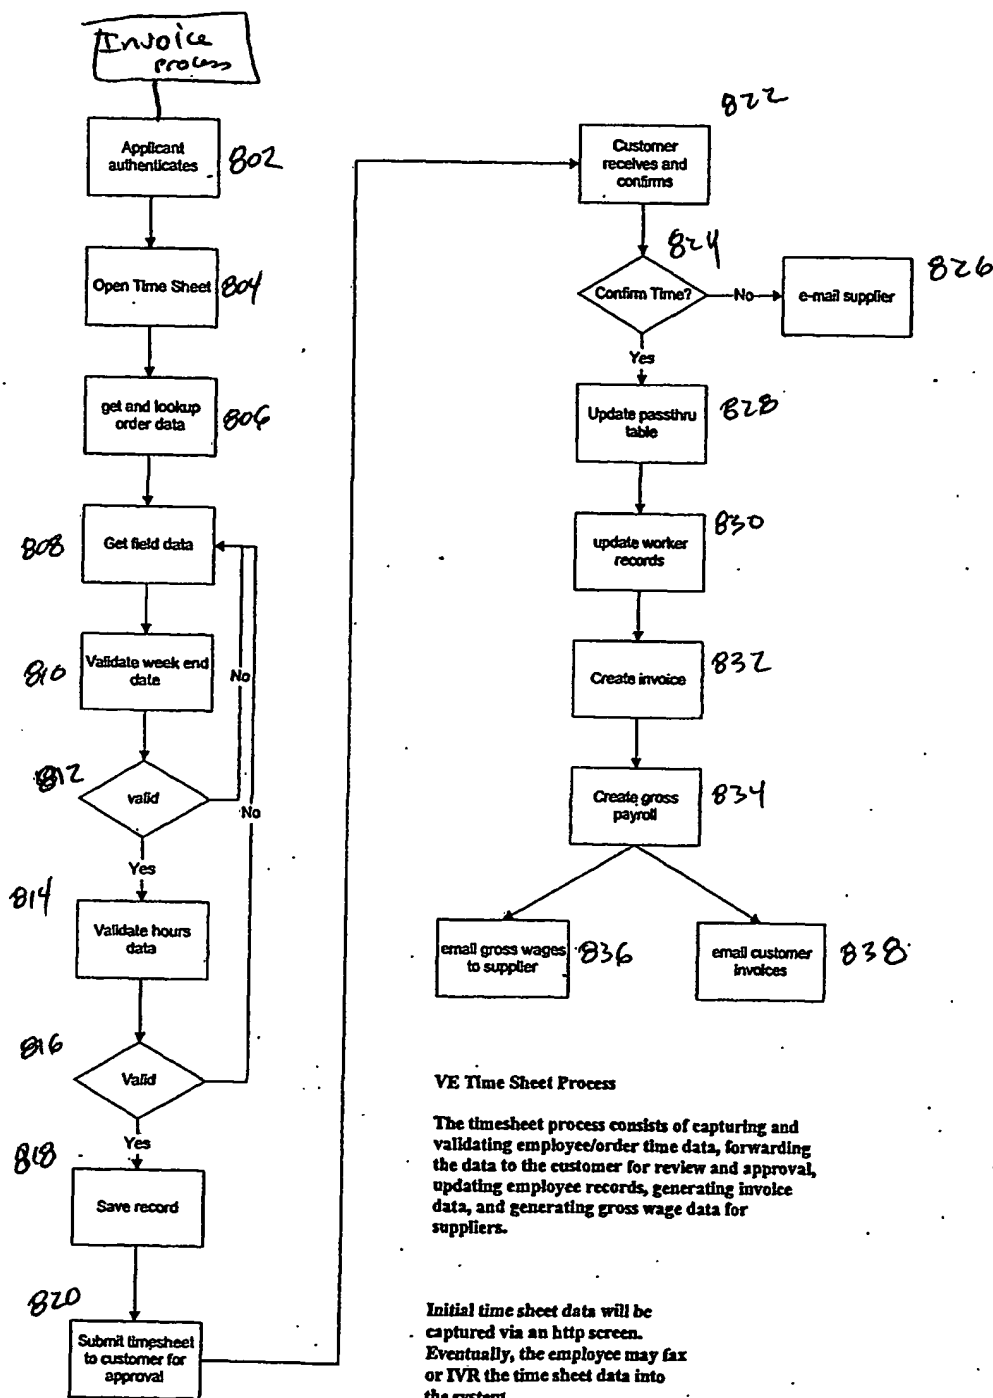 Invoice
process
Applicant
authenticates
802
Open Time Sheet
804
get and lookup
order data
806
Get field data
808
Validate week end
date
810
No
valid
812
No
Yes
Validate hours
data
814
Valid
816
Yes
818
Save record
820
Submit timesheet
to customer for
approval
822
Customer
receives and
confirms
824
Confirm Time?
No
e-mail supplier
826
Yes
Update passthru
table
828
update worker
records
830
Create invoice
832
Create gross
payroll
834
email gross wages
to supplier
836
email customer
invoices
838
VE Time Sheet Process
The timesheet process consists of capturing and
validating employee/order time data, forwarding
the data to the customer for review and approval,
updating employee records, generating invoice
data, and generating gross wage data for
suppliers.
Initial time sheet data will be
captured via an http screen.
Eventually, the employee may fax
or IVR the time sheet data into
the system